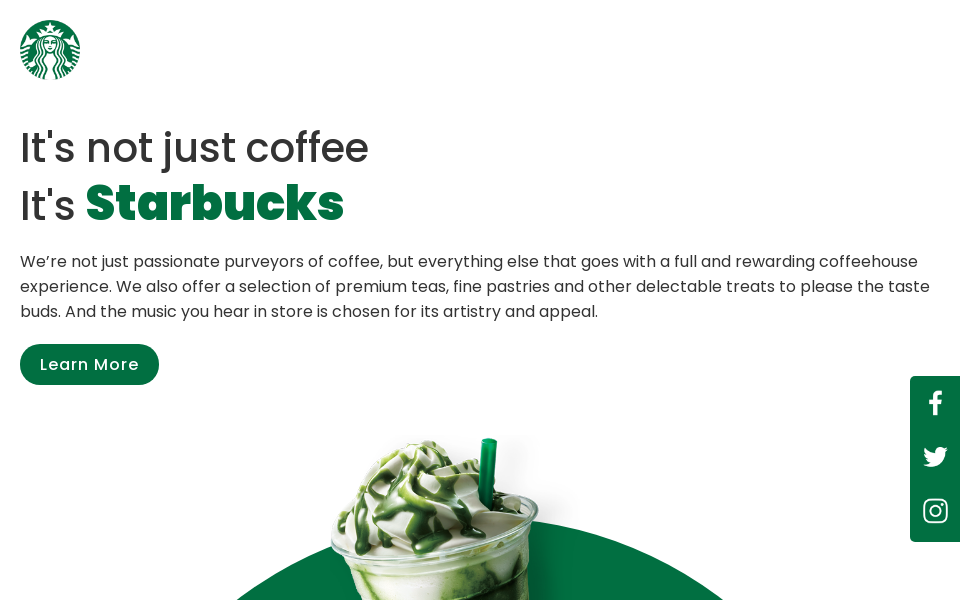 It's not just coffee
It's Starbucks
We’re not just passionate purveyors of coffee, but everything else that goes with a full and rewarding coffeehouse
experience. We also offer a selection of premium teas, fine pastries and other delectable treats to please the taste
buds. And the music you hear in store is chosen for its artistry and appeal.
Learn More